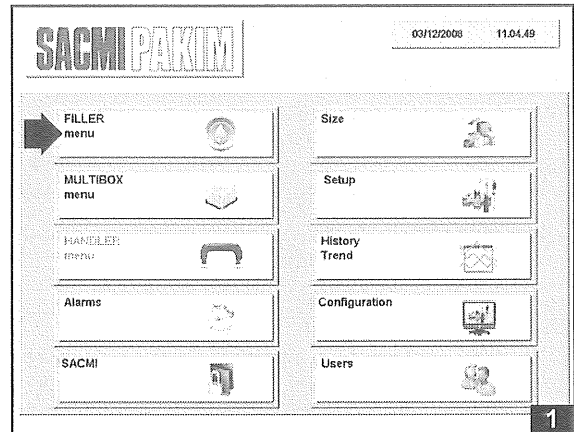 SACMI PAKIM
03/12/2008 11.04.49
FILLER
menu
Size
MULTIBOX
menu
Setup
HANDLER
menu
History
Trend
Alarms
Configuration
SACMI
Users
1